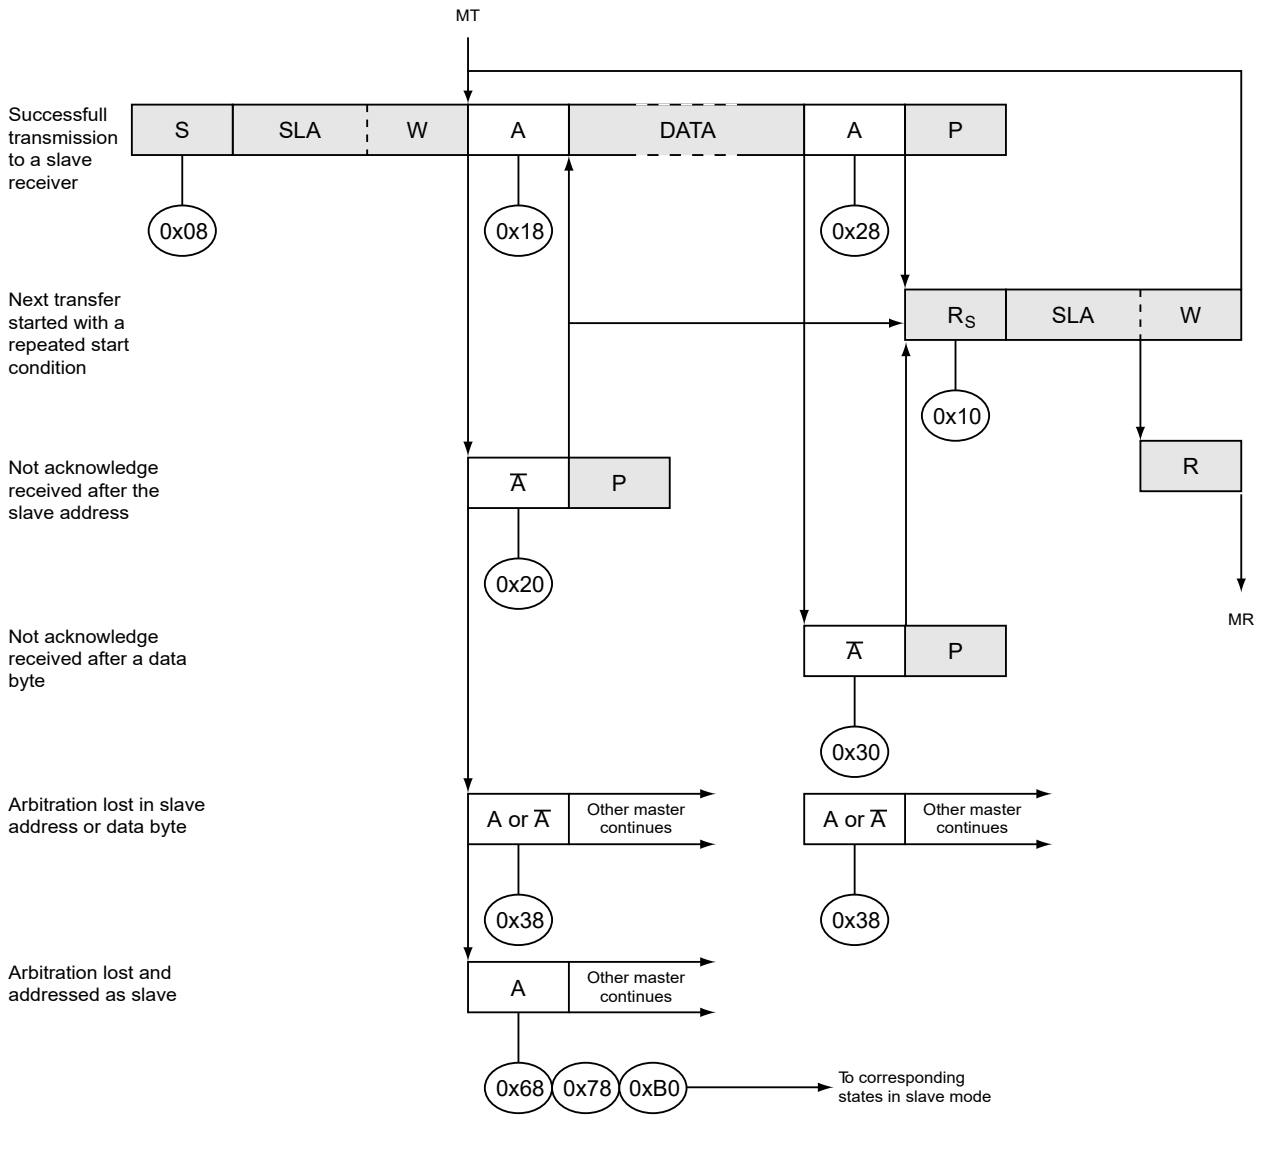 MT
Successfull
transmission
to a slave
receiver
S SLA W A DATA A P
0x08 0x18 0x28
Next transfer
started with a
repeated start
condition
RS SLA W
0x10
Not acknowledge
received after the
slave address
A̅ P
R
0x20
MR
Not acknowledge
received after a data
byte
A̅ P
0x30
Arbitration lost in slave
address or data byte
A or A̅ Other master
continues
A or A̅ Other master
continues
0x38 0x38
Arbitration lost and
addressed as slave
A Other master
continues
0x68 0x78 0xB0
To corresponding
states in slave mode